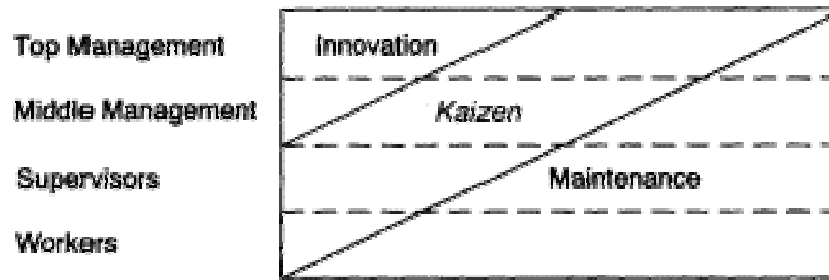 Top Management Innovation
Middle Management Kaizen
Supervisors Maintenance
Workers